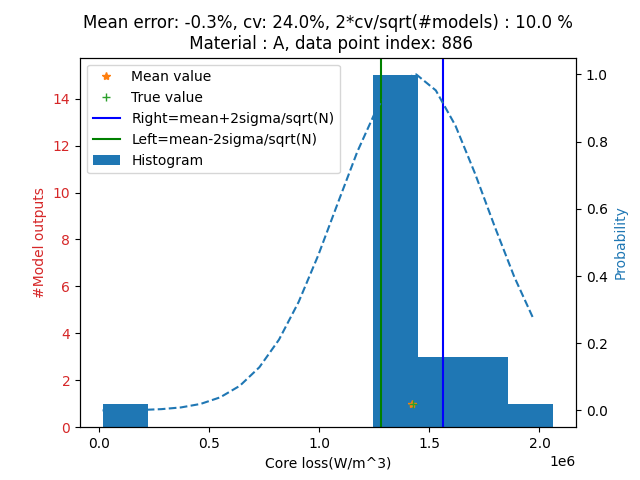 Mean error: -0.3%, cv: 24.0%, 2*cv/sqrt(#models) : 10.0 %
Material : A, data point index: 886
Mean value
True value
Right=mean+2sigma/sqrt(N)
Left=mean-2sigma/sqrt(N)
Histogram
#Model outputs
14
12
10
8
6
4
2
0
1.0
0.8
0.6
0.4
0.2
0.0
Probability
0.0 0.5 1.0 1.5 2.0
1e6
Core loss(W/m^3)